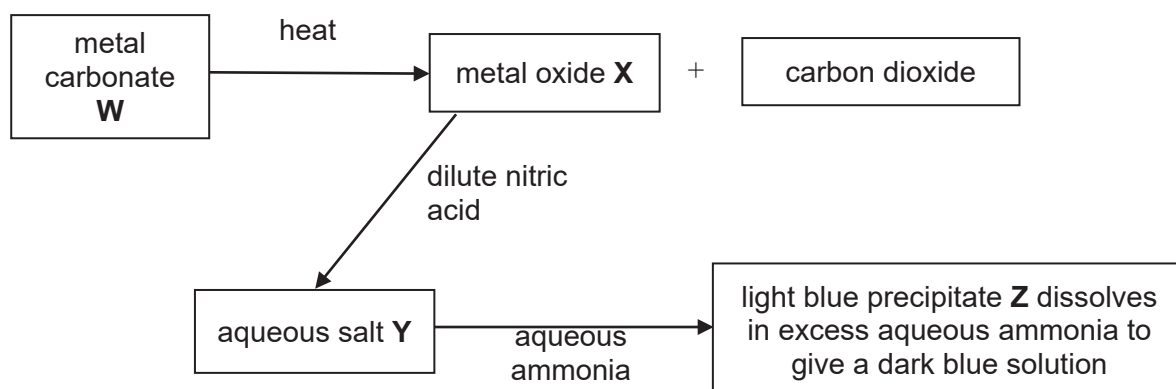 metal
carbonate
W
heat
metal oxide X
+
carbon dioxide
dilute nitric
acid
aqueous salt Y
aqueous
ammonia
light blue precipitate Z dissolves
in excess aqueous ammonia to
give a dark blue solution